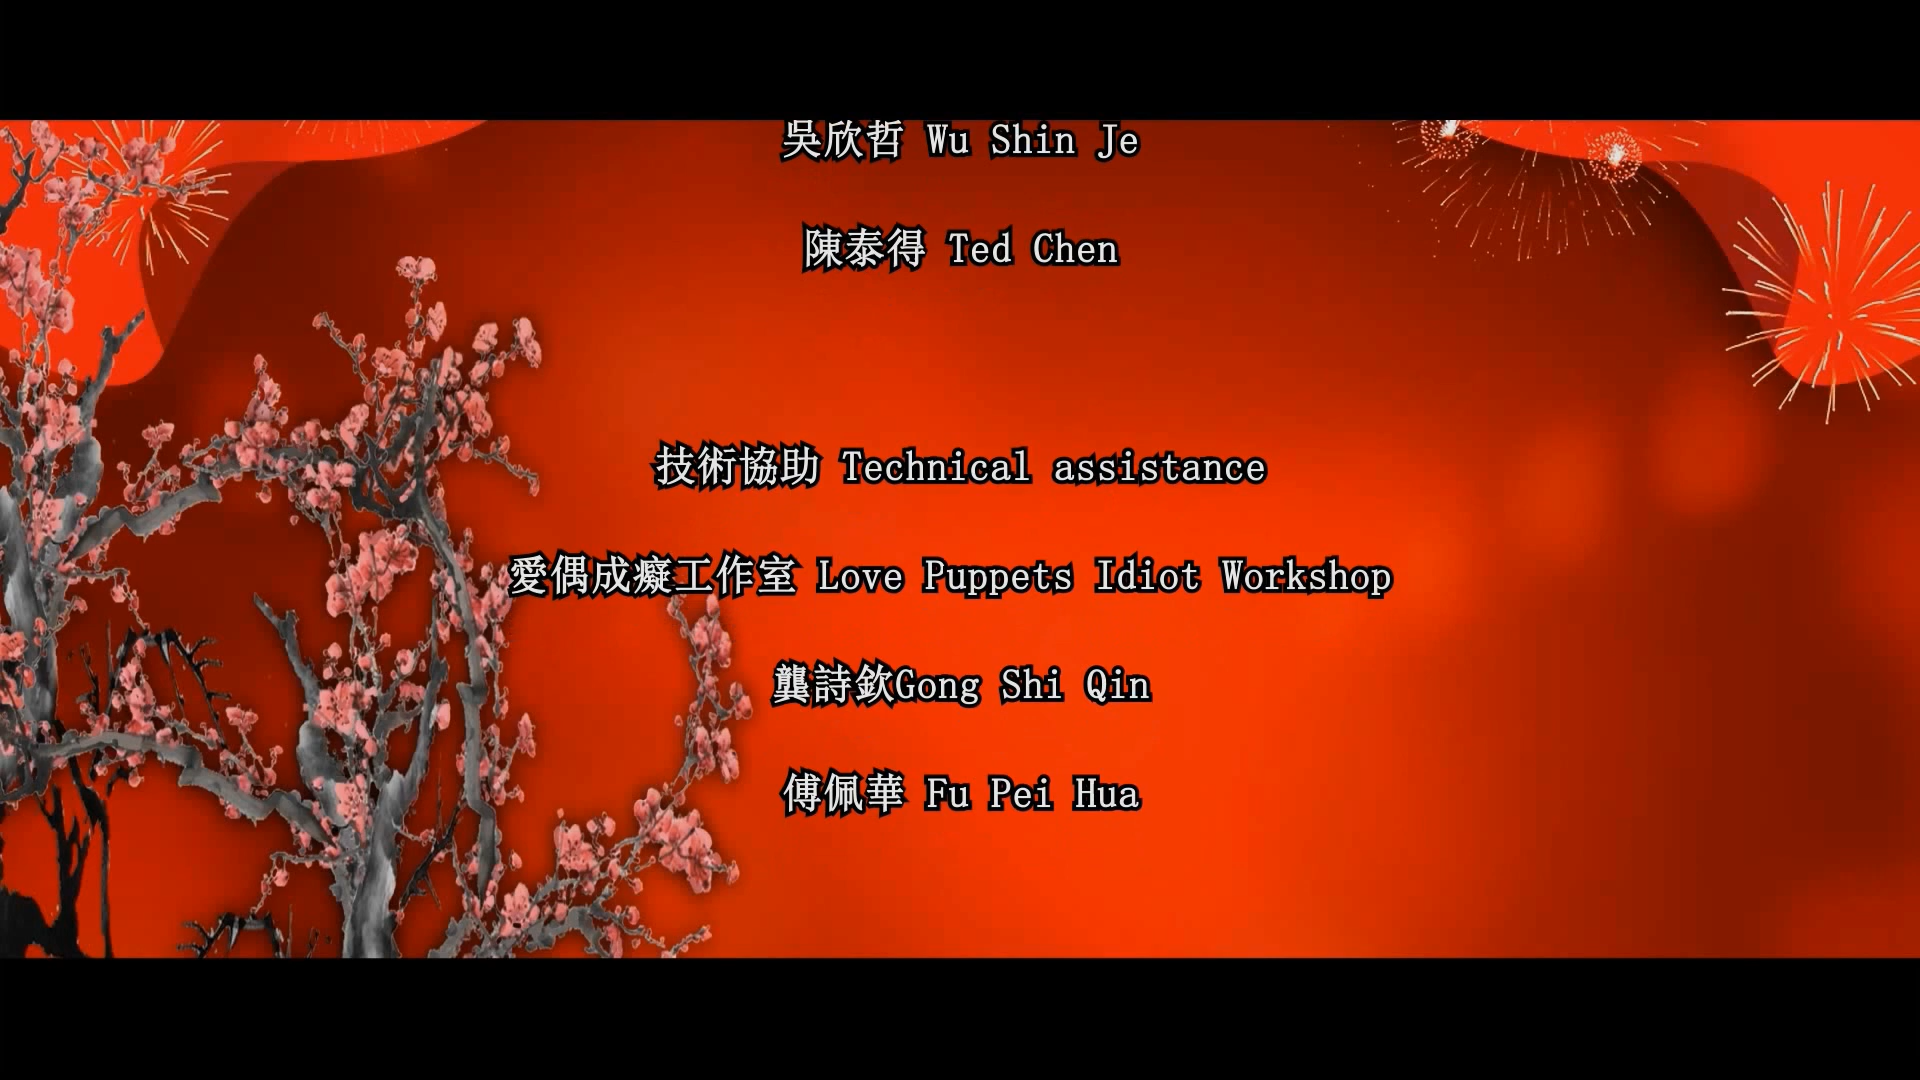 吳欣哲 Wu Shin Je
陳泰得 Ted Chen
技術協助 Technical assistance
愛偶成癡工作室 Love Puppets Idiot Workshop
龔詩欽Gong Shi Qin
傅佩華 Fu Pei Hua